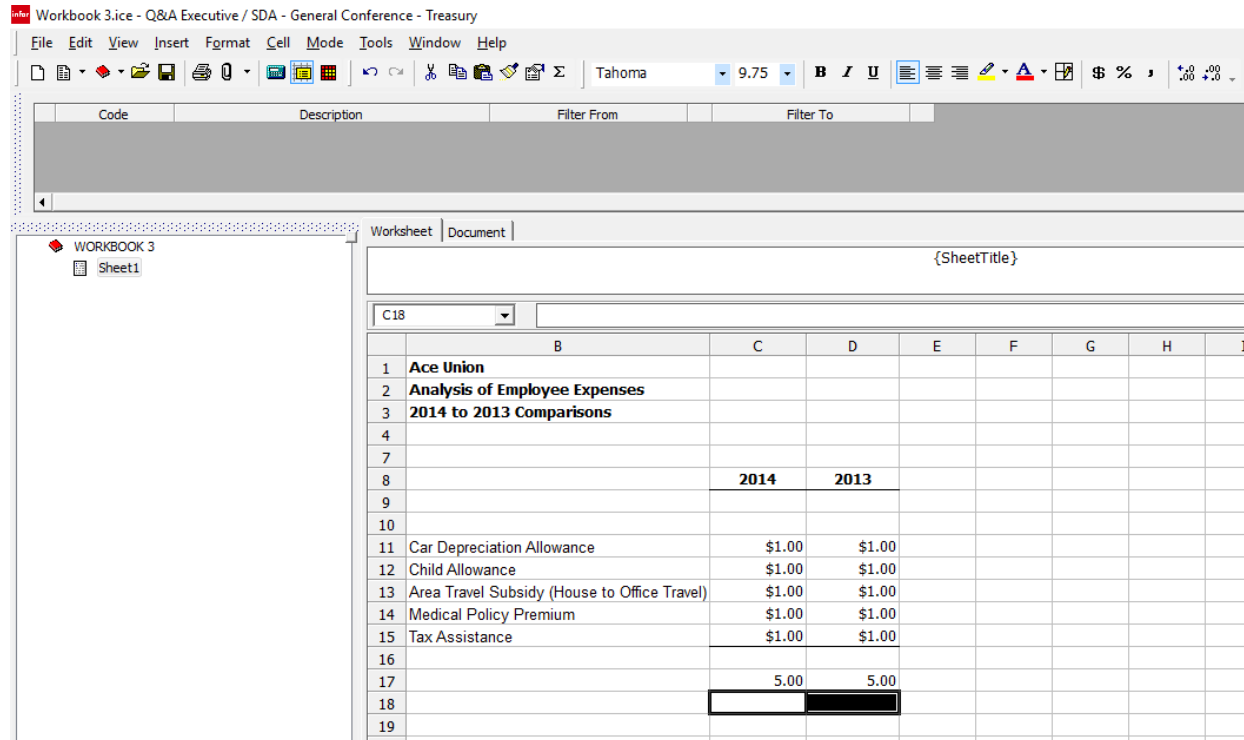 infor Workbook 3.ice - Q&A Executive / SDA - General Conference - Treasury
File Edit View Insert Format Cell Mode Tools Window Help
Σ Tahoma 9.75 B I U A $ % , .00 .0
Code Description Filter From Filter To
WORKBOOK 3
Sheet1
Worksheet Document
{SheetTitle}
C18
B C D E F G H I
1 Ace Union
2 Analysis of Employee Expenses
3 2014 to 2013 Comparisons
4
7
8 2014 2013
9
10
11 Car Depreciation Allowance $1.00 $1.00
12 Child Allowance $1.00 $1.00
13 Area Travel Subsidy (House to Office Travel) $1.00 $1.00
14 Medical Policy Premium $1.00 $1.00
15 Tax Assistance $1.00 $1.00
16
17 5.00 5.00
18
19